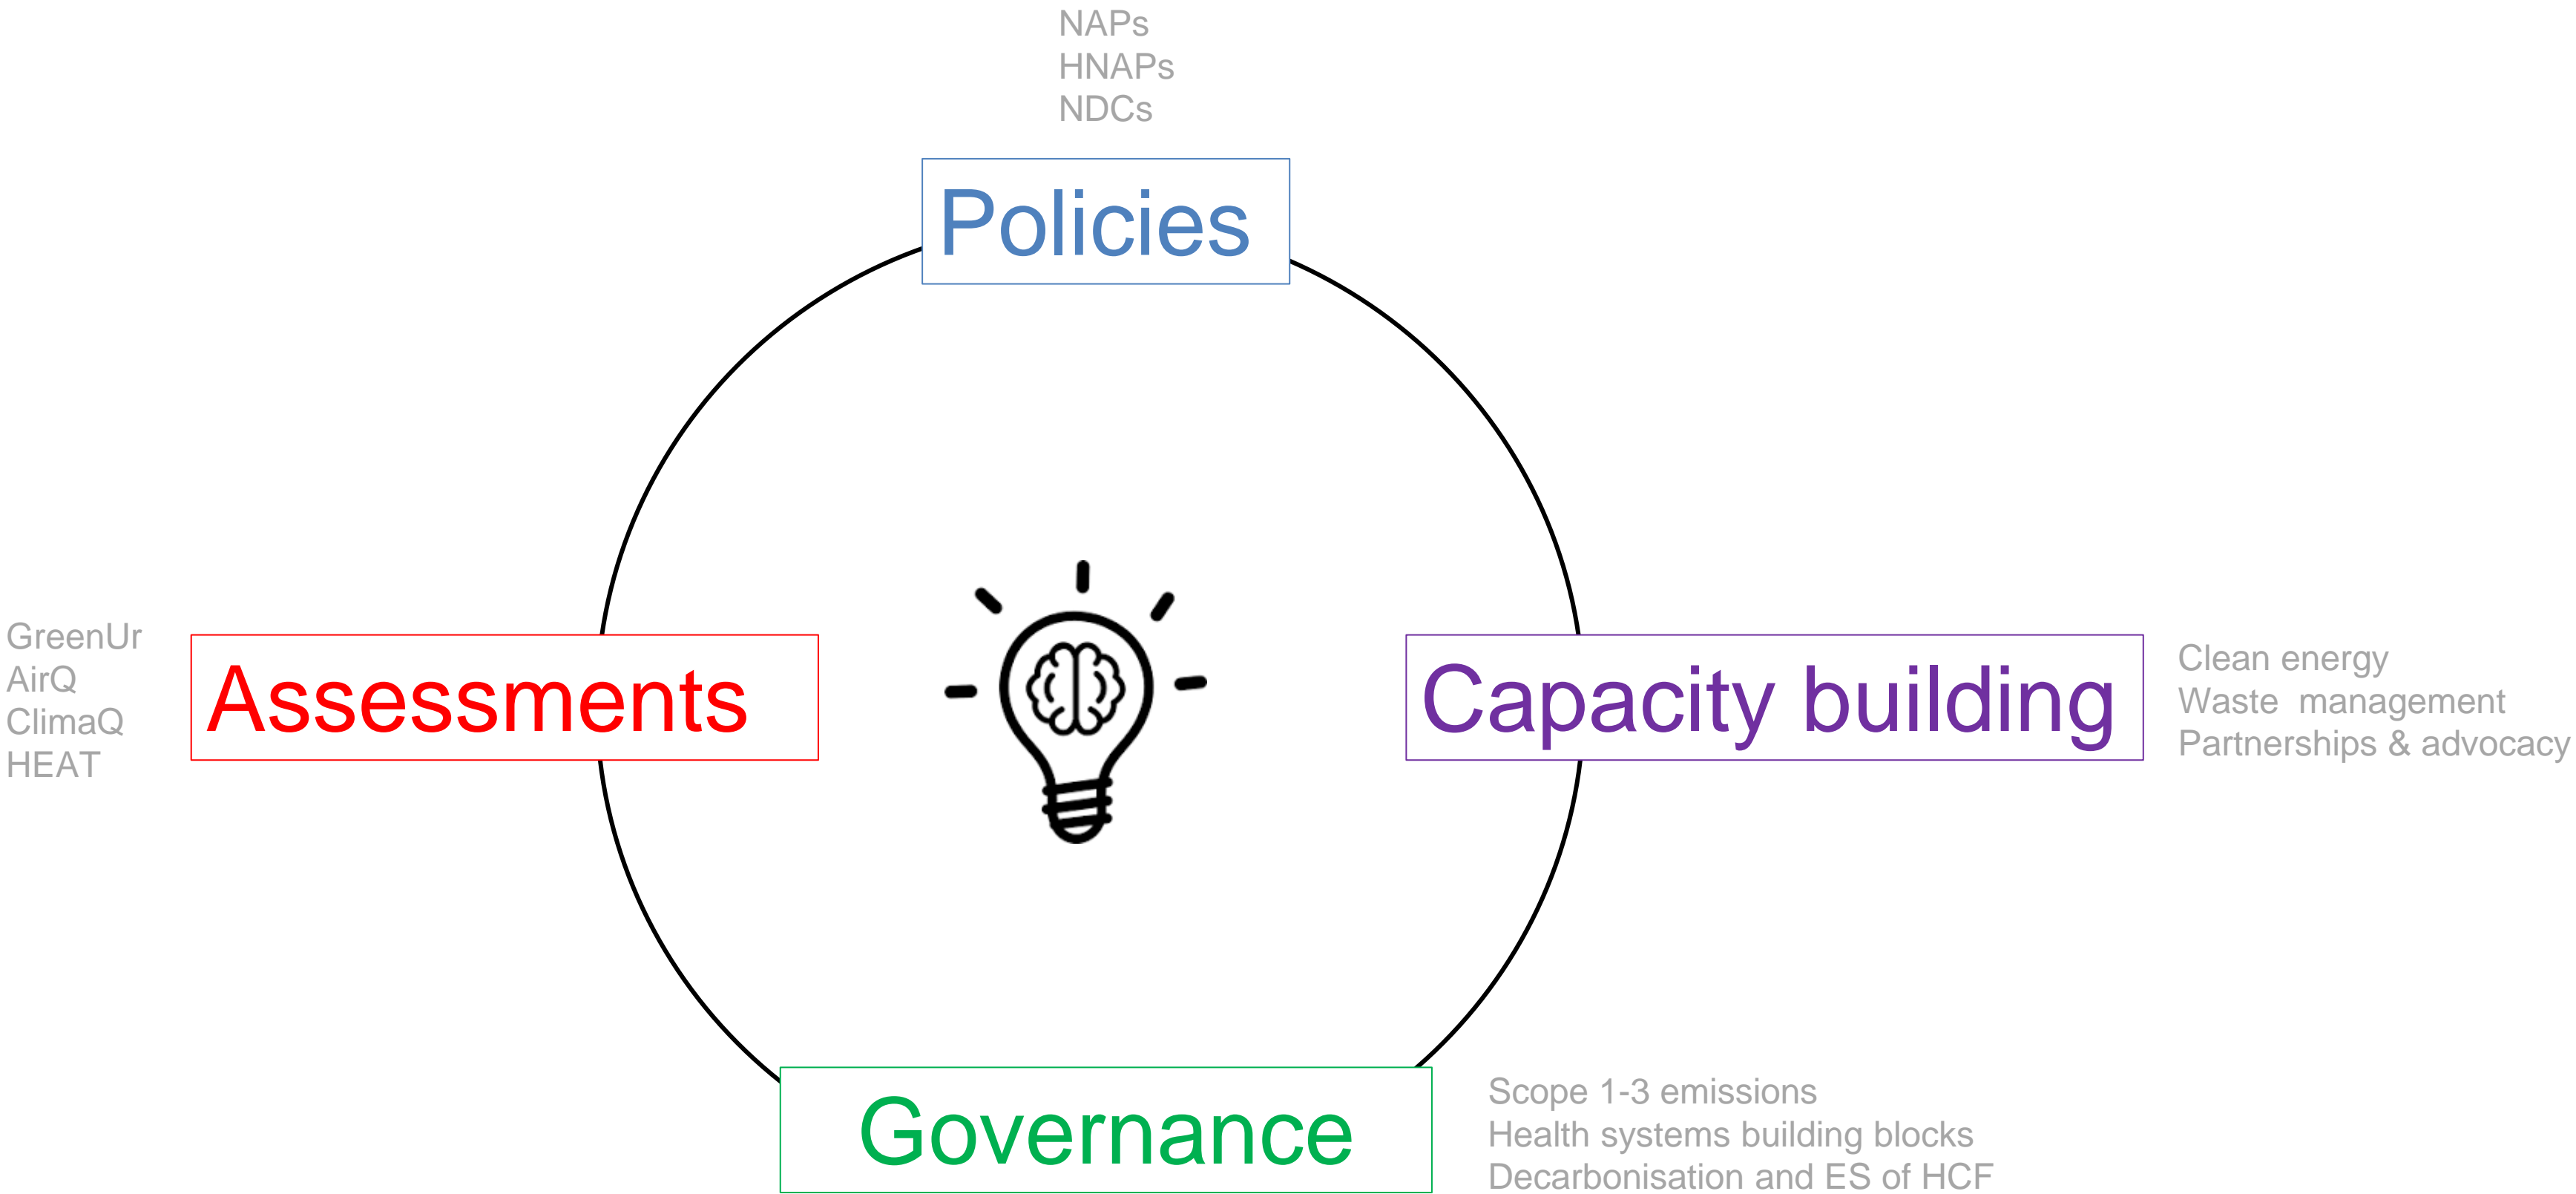 NAPs
HNAPs
NDCs
Policies
GreenUr
AirQ
ClimaQ
HEAT
Assessments
Capacity building
Clean energy
Waste  management
Partnerships & advocacy
Governance
Scope 1-3 emissions
Health systems building blocks
Decarbonisation and ES of HCF